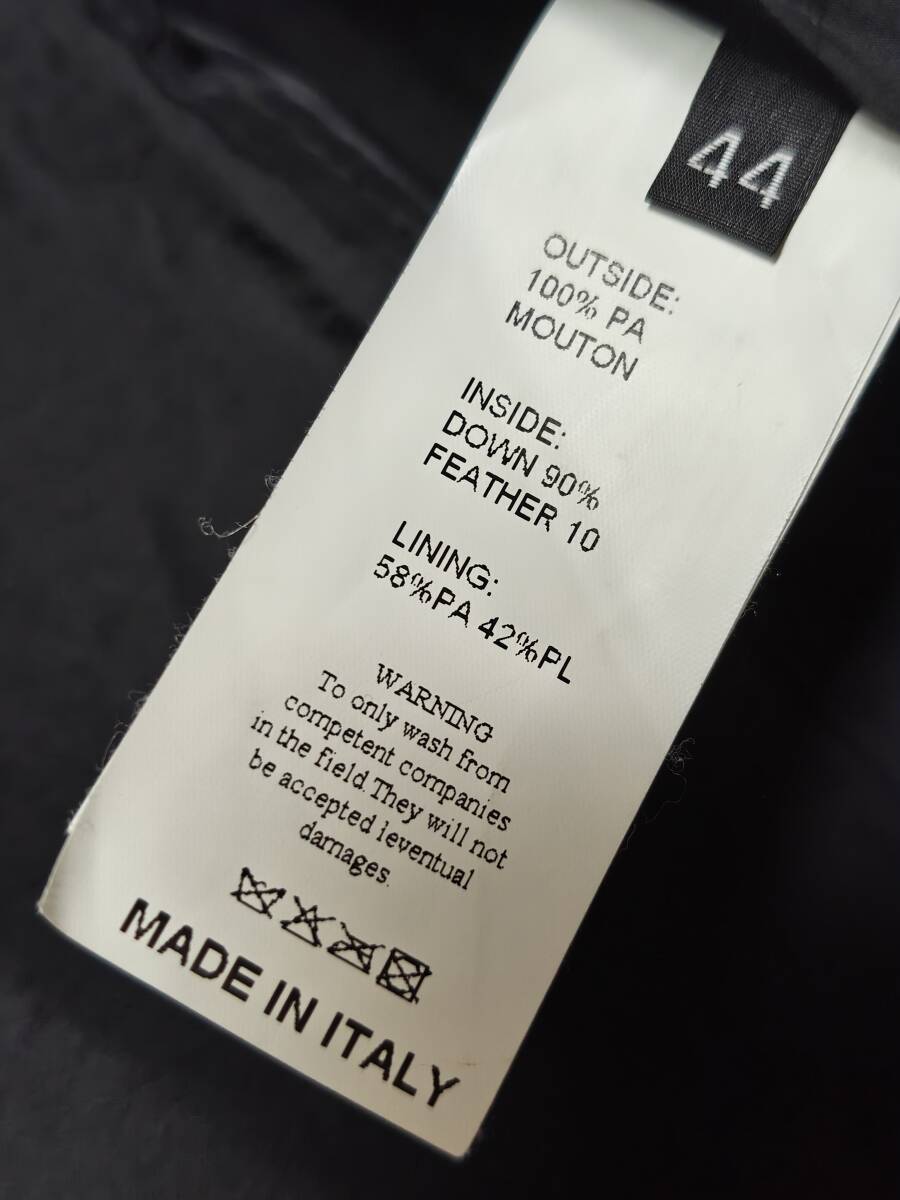 44
OUTSIDE:
100% PA
MOUTON
INSIDE:
DOWN 90%
FEATHER 10
LINING:
58%PA 42%PL
WARNING
To only wash from
competent companies
in the field.They will not
be accepted leventual
damages.
MADE IN ITALY